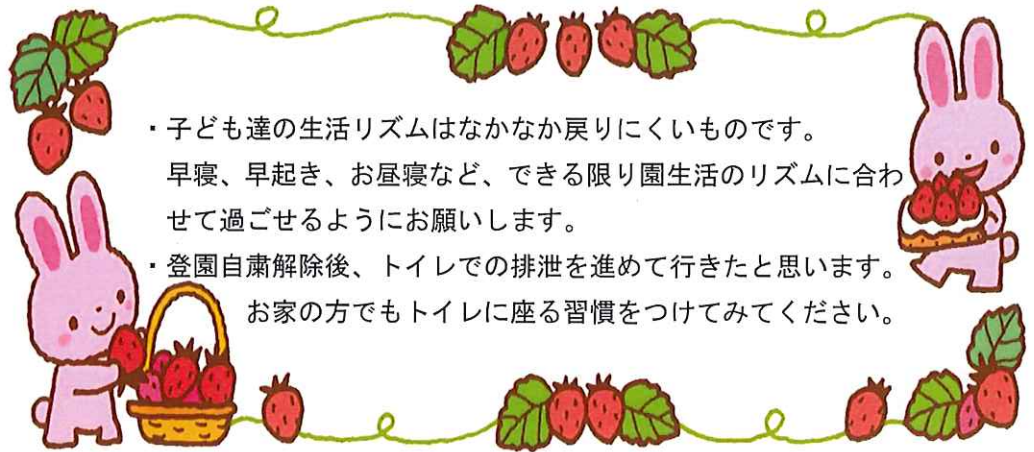 ・子ども達の生活リズムはなかなか戻りにくいものです。
早寝、早起き、お昼寝など、できる限り園生活のリズムに合わ
せて過ごせるようにお願いします。
・登園自粛解除後、トイレでの排泄を進めて行きたと思います。
お家の方でもトイレに座る習慣をつけてみてください。